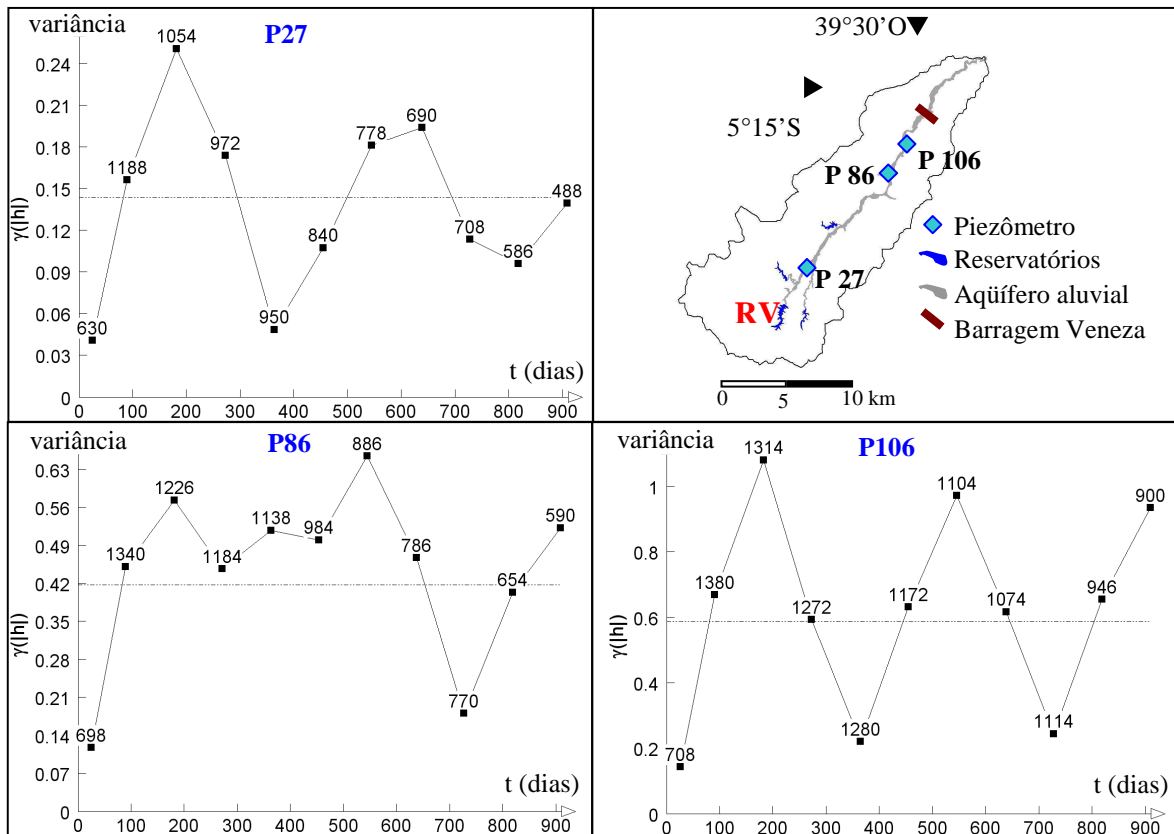 variância
P27
0.24
0.21
0.18
0.15
0.12
0.09
0.06
0.03
0
γ(|h|)
630
1188
1054
972
950
840
778
690
708
586
488
t (dias)
0 100 200 300 400 500 600 700 800 900
39°30'O
5°15'S
P 106
P 86
P 27
RV
Piezômetro
Reservatórios
Aqüífero aluvial
Barragem Veneza
0 5 10 km
variância
P86
0.63
0.56
0.49
0.42
0.35
0.28
0.21
0.14
0.07
0
γ(|h|)
698
1340
1226
1184
1138
984
886
786
770
654
590
t (dias)
0 100 200 300 400 500 600 700 800 900
variância
P106
1
0.8
0.6
0.4
0.2
0
γ(|h|)
708
1380
1314
1272
1280
1172
1104
1074
1114
946
900
t (dias)
0 100 200 300 400 500 600 700 800 900